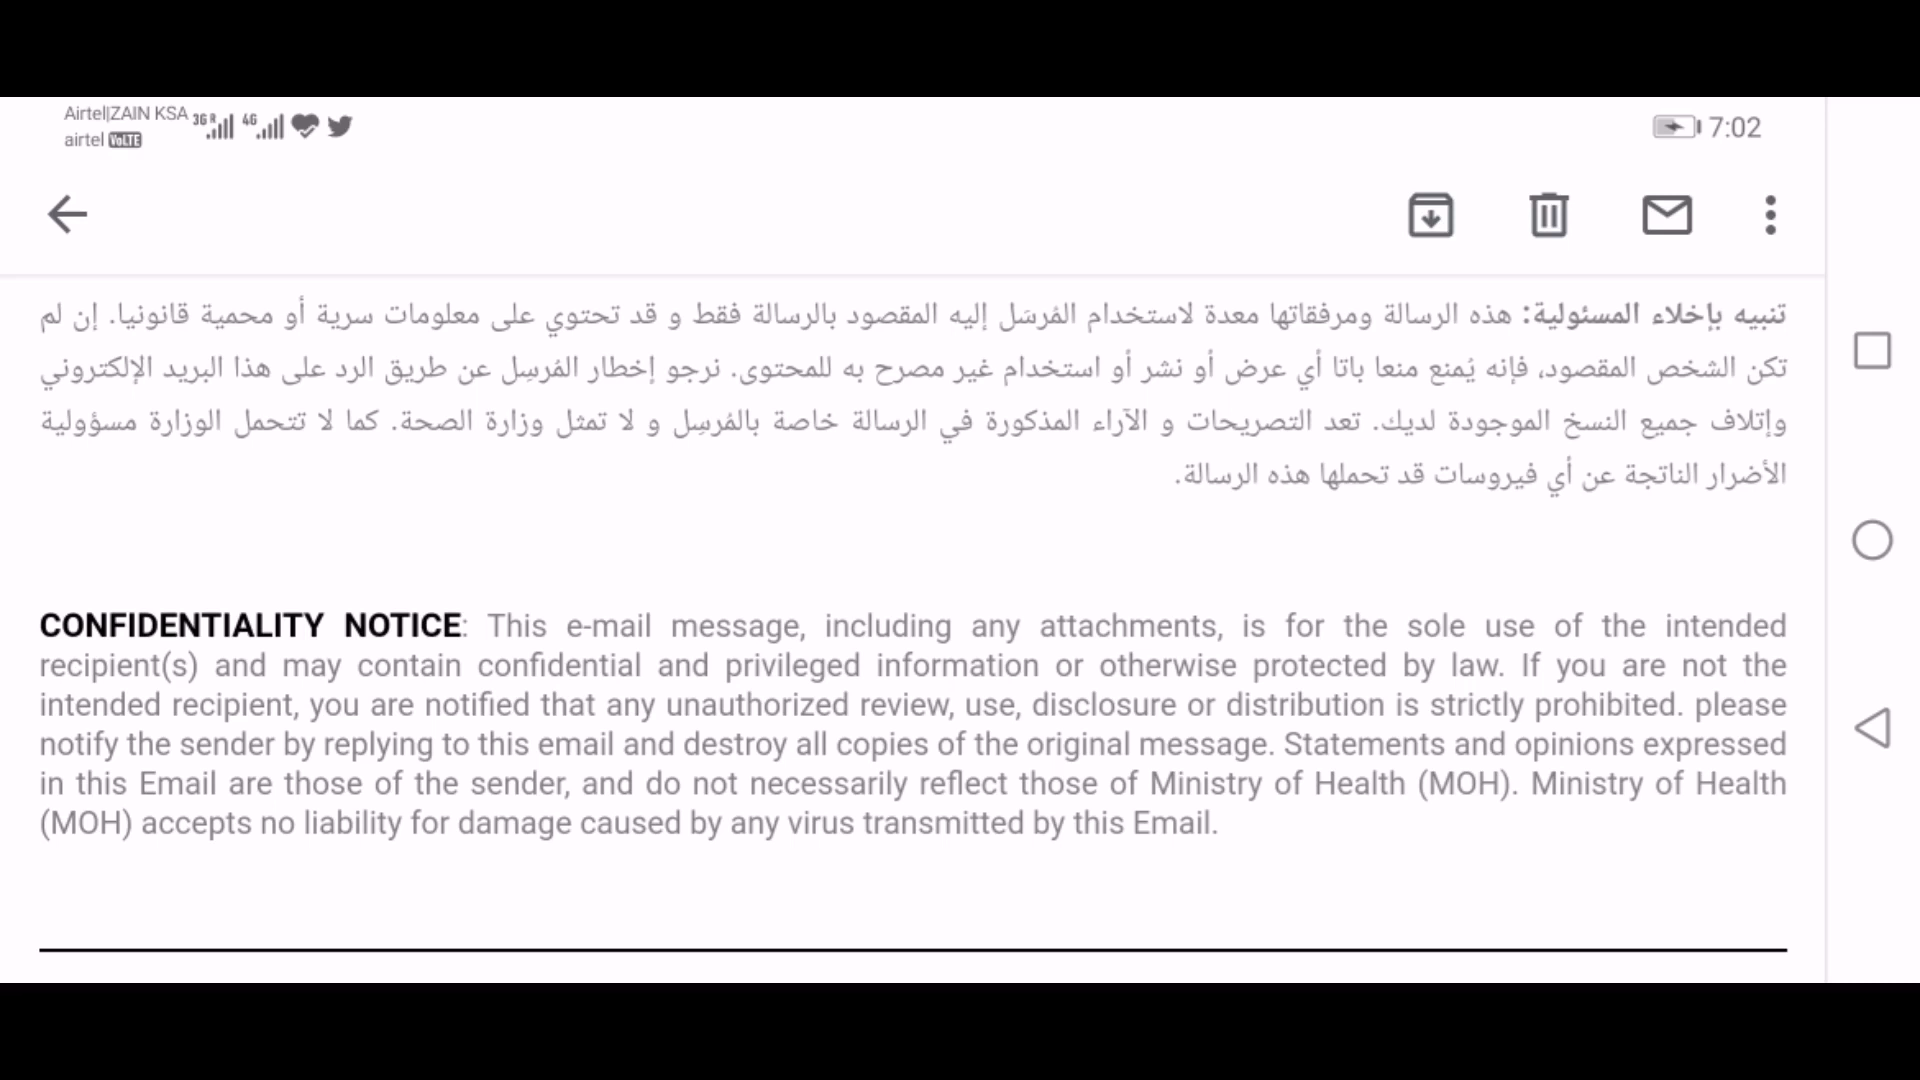 Airtel|ZAIN KSA 3G R 4G 7:02
airtel VoLTE
تنبيه بإخلاء المسئولية: هذه الرسالة ومرفقاتها معدة لاستخدام المُرسَل إليه المقصود بالرسالة فقط و قد تحتوي على معلومات سرية أو محمية قانونيا. إن لم
تكن الشخص المقصود، فإنه يُمنع منعا باتا أي عرض أو نشر أو استخدام غير مصرح به للمحتوى. نرجو إخطار المُرسِل عن طريق الرد على هذا البريد الإلكتروني
وإتلاف جميع النسخ الموجودة لديك. تعد التصريحات و الآراء المذكورة في الرسالة خاصة بالمُرسِل و لا تمثل وزارة الصحة. كما لا تتحمل الوزارة مسؤولية
الأضرار الناتجة عن أي فيروسات قد تحملها هذه الرسالة.
CONFIDENTIALITY NOTICE: This e-mail message, including any attachments, is for the sole use of the intended
recipient(s) and may contain confidential and privileged information or otherwise protected by law. If you are not the
intended recipient, you are notified that any unauthorized review, use, disclosure or distribution is strictly prohibited. please
notify the sender by replying to this email and destroy all copies of the original message. Statements and opinions expressed
in this Email are those of the sender, and do not necessarily reflect those of Ministry of Health (MOH). Ministry of Health
(MOH) accepts no liability for damage caused by any virus transmitted by this Email.